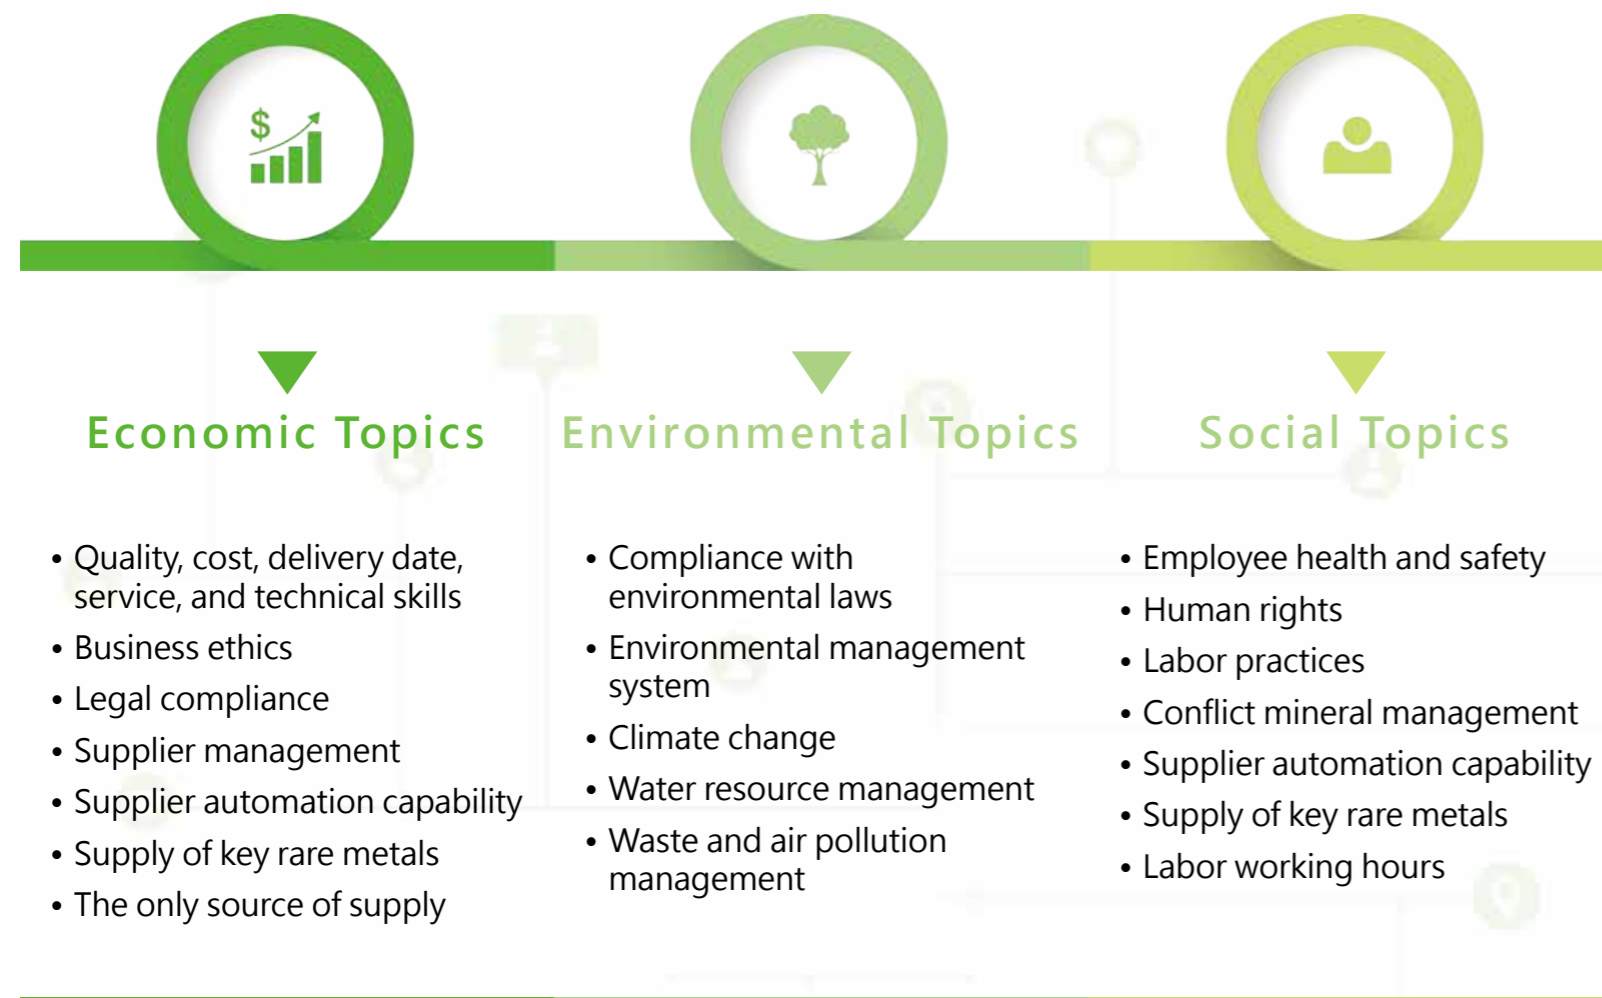 $
Economic Topics
• Quality, cost, delivery date,
service, and technical skills
• Business ethics
• Legal compliance
• Supplier management
• Supplier automation capability
• Supply of key rare metals
• The only source of supply
Environmental Topics
• Compliance with
environmental laws
• Environmental management
system
• Climate change
• Water resource management
• Waste and air pollution
management
Social Topics
• Employee health and safety
• Human rights
• Labor practices
• Conflict mineral management
• Supplier automation capability
• Supply of key rare metals
• Labor working hours